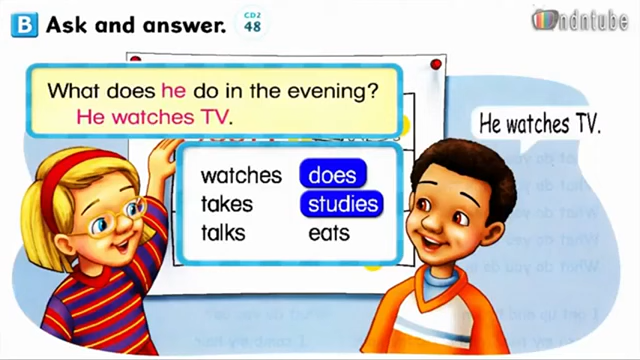 B Ask and answer. CD2 48
ndntube
What does he do in the evening?
He watches TV.
He watches TV.
watches does
takes studies
talks eats